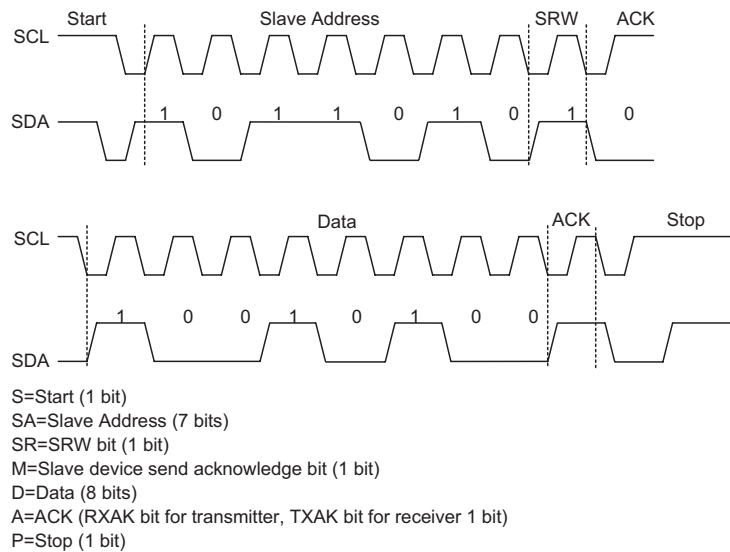 Start Slave Address SRW ACK
SCL
1 0 1 1 0 1 0 1 0
SDA
Data ACK Stop
SCL
1 0 0 1 0 1 0 0
SDA
S=Start (1 bit)
SA=Slave Address (7 bits)
SR=SRW bit (1 bit)
M=Slave device send acknowledge bit (1 bit)
D=Data (8 bits)
A=ACK (RXAK bit for transmitter, TXAK bit for receiver 1 bit)
P=Stop (1 bit)